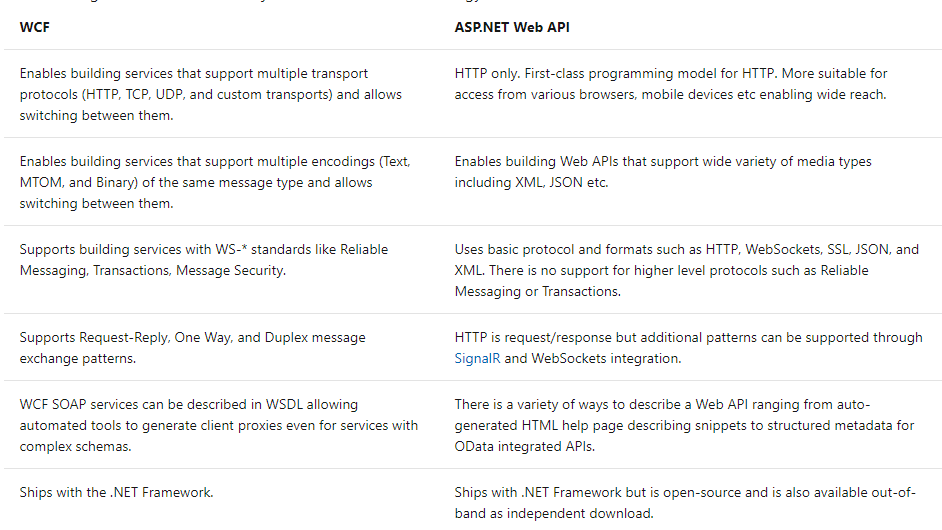 WCF
ASP.NET Web API
Enables building services that support multiple transport
protocols (HTTP, TCP, UDP, and custom transports) and allows
switching between them.
HTTP only. First-class programming model for HTTP. More suitable for
access from various browsers, mobile devices etc enabling wide reach.
Enables building services that support multiple encodings (Text,
MTOM, and Binary) of the same message type and allows
switching between them.
Enables building Web APIs that support wide variety of media types
including XML, JSON etc.
Supports building services with WS-* standards like Reliable
Messaging, Transactions, Message Security.
Uses basic protocol and formats such as HTTP, WebSockets, SSL, JSON, and
XML. There is no support for higher level protocols such as Reliable
Messaging or Transactions.
Supports Request-Reply, One Way, and Duplex message
exchange patterns.
HTTP is request/response but additional patterns can be supported through
SignalR and WebSockets integration.
WCF SOAP services can be described in WSDL allowing
automated tools to generate client proxies even for services with
complex schemas.
There is a variety of ways to describe a Web API ranging from auto-
generated HTML help page describing snippets to structured metadata for
OData integrated APIs.
Ships with the .NET Framework.
Ships with .NET Framework but is open-source and is also available out-of-
band as independent download.